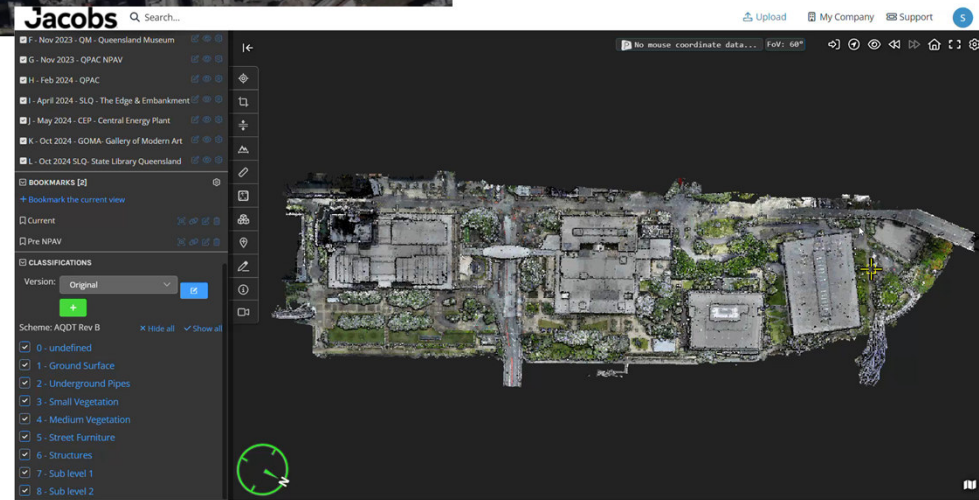 Jacobs
Search...
Upload
My Company
Support
S
F - Nov 2023 - QM - Queensland Museum
G - Nov 2023 - QPAC NPAV
H - Feb 2024 - QPAC
I - April 2024 - SLQ - The Edge & Embankment
J - May 2024 - CEP - Central Energy Plant
K - Oct 2024 - GOMA- Gallery of Modern Art
L - Oct 2024 SLQ- State Library Queensland
BOOKMARKS [2]
+ Bookmark the current view
Current
Pre NPAV
CLASSIFICATIONS
Version: Original
+
Scheme: AQDT Rev B
× Hide all
Show all
0 - undefined
1 - Ground Surface
2 - Underground Pipes
3 - Small Vegetation
4 - Medium Vegetation
5 - Street Furniture
6 - Structures
7 - Sub level 1
8 - Sub level 2
No mouse coordinate data...
FoV: 60°
N